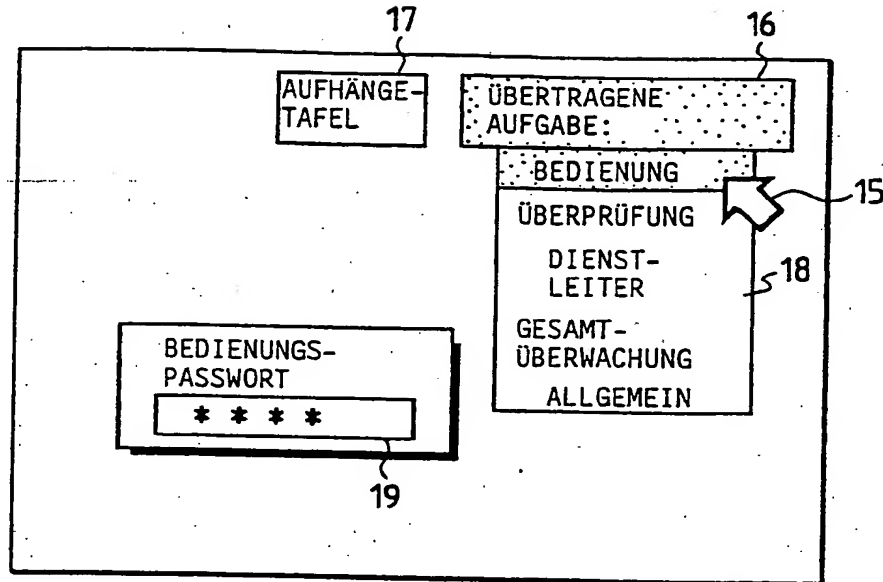 17
16
AUFHÄNGE-
TAFEL
ÜBERTRAGENE
AUFGABE:
BEDIENUNG
15
ÜBERPRÜFUNG
DIENST-
LEITER
18
GESAMT-
ÜBERWACHUNG
ALLGEMEIN
BEDIENUNGS-
PASSWORT
* * * *
19